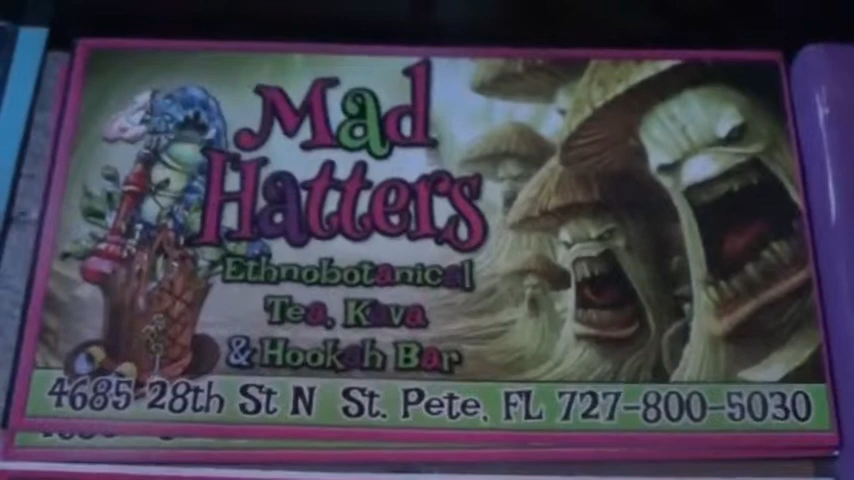 Mad
Hatters
Ethnobotanical
Tea, Kava
& Hookah Bar
4685 28th St N St. Pete, FL 727-800-5030